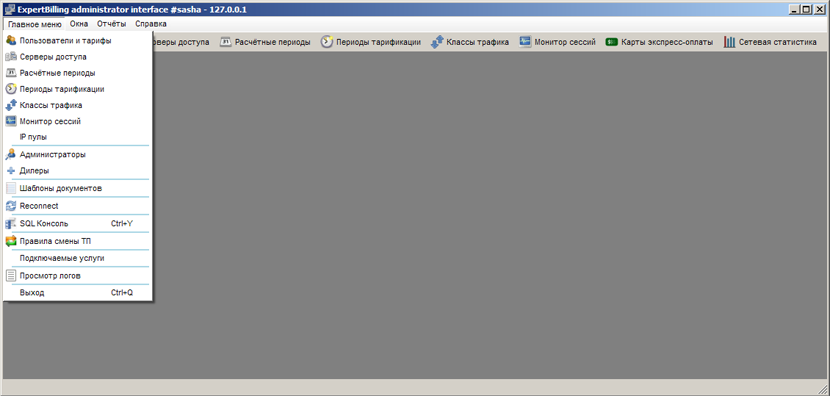 ExpertBilling administrator interface #sasha - 127.0.0.1
Главное меню Окна Отчёты Справка
рверы доступа Расчётные периоды Периоды тарификации Классы трафика Монитор сессий Карты экспресс-оплаты Сетевая статистика
Пользователи и тарифы
Серверы доступа
Расчётные периоды
Периоды тарификации
Классы трафика
Монитор сессий
IP пулы
Администраторы
Дилеры
Шаблоны документов
Reconnect
SQL Консоль Ctrl+Y
Правила смены ТП
Подключаемые услуги
Просмотр логов
Выход Ctrl+Q